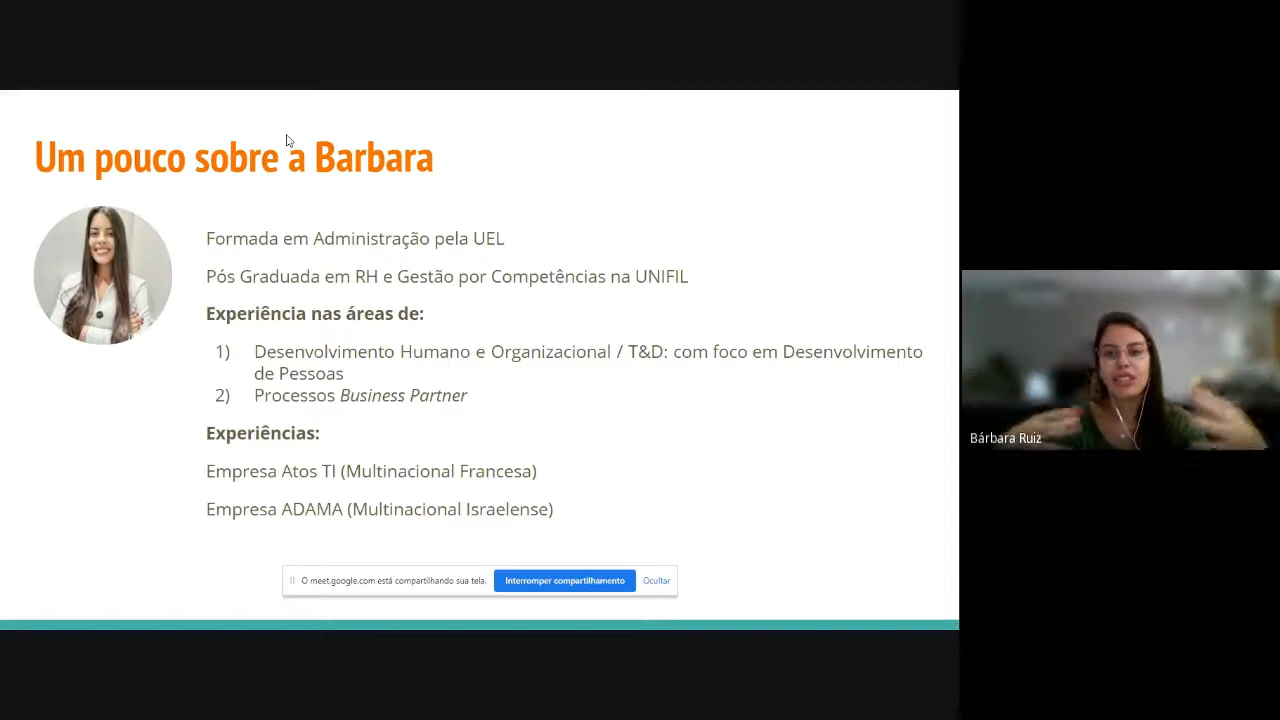 Um pouco sobre a Barbara
Formada em Administração pela UEL
Pós Graduada em RH e Gestão por Competências na UNIFIL
Experiência nas áreas de:
1) Desenvolvimento Humano e Organizacional / T&D: com foco em Desenvolvimento
de Pessoas
2) Processos Business Partner
Experiências:
Empresa Atos TI (Multinacional Francesa)
Empresa ADAMA (Multinacional Israelense)
O meet.google.com está compartilhando sua tela. Interromper compartilhamento Ocultar
Bárbara Ruiz